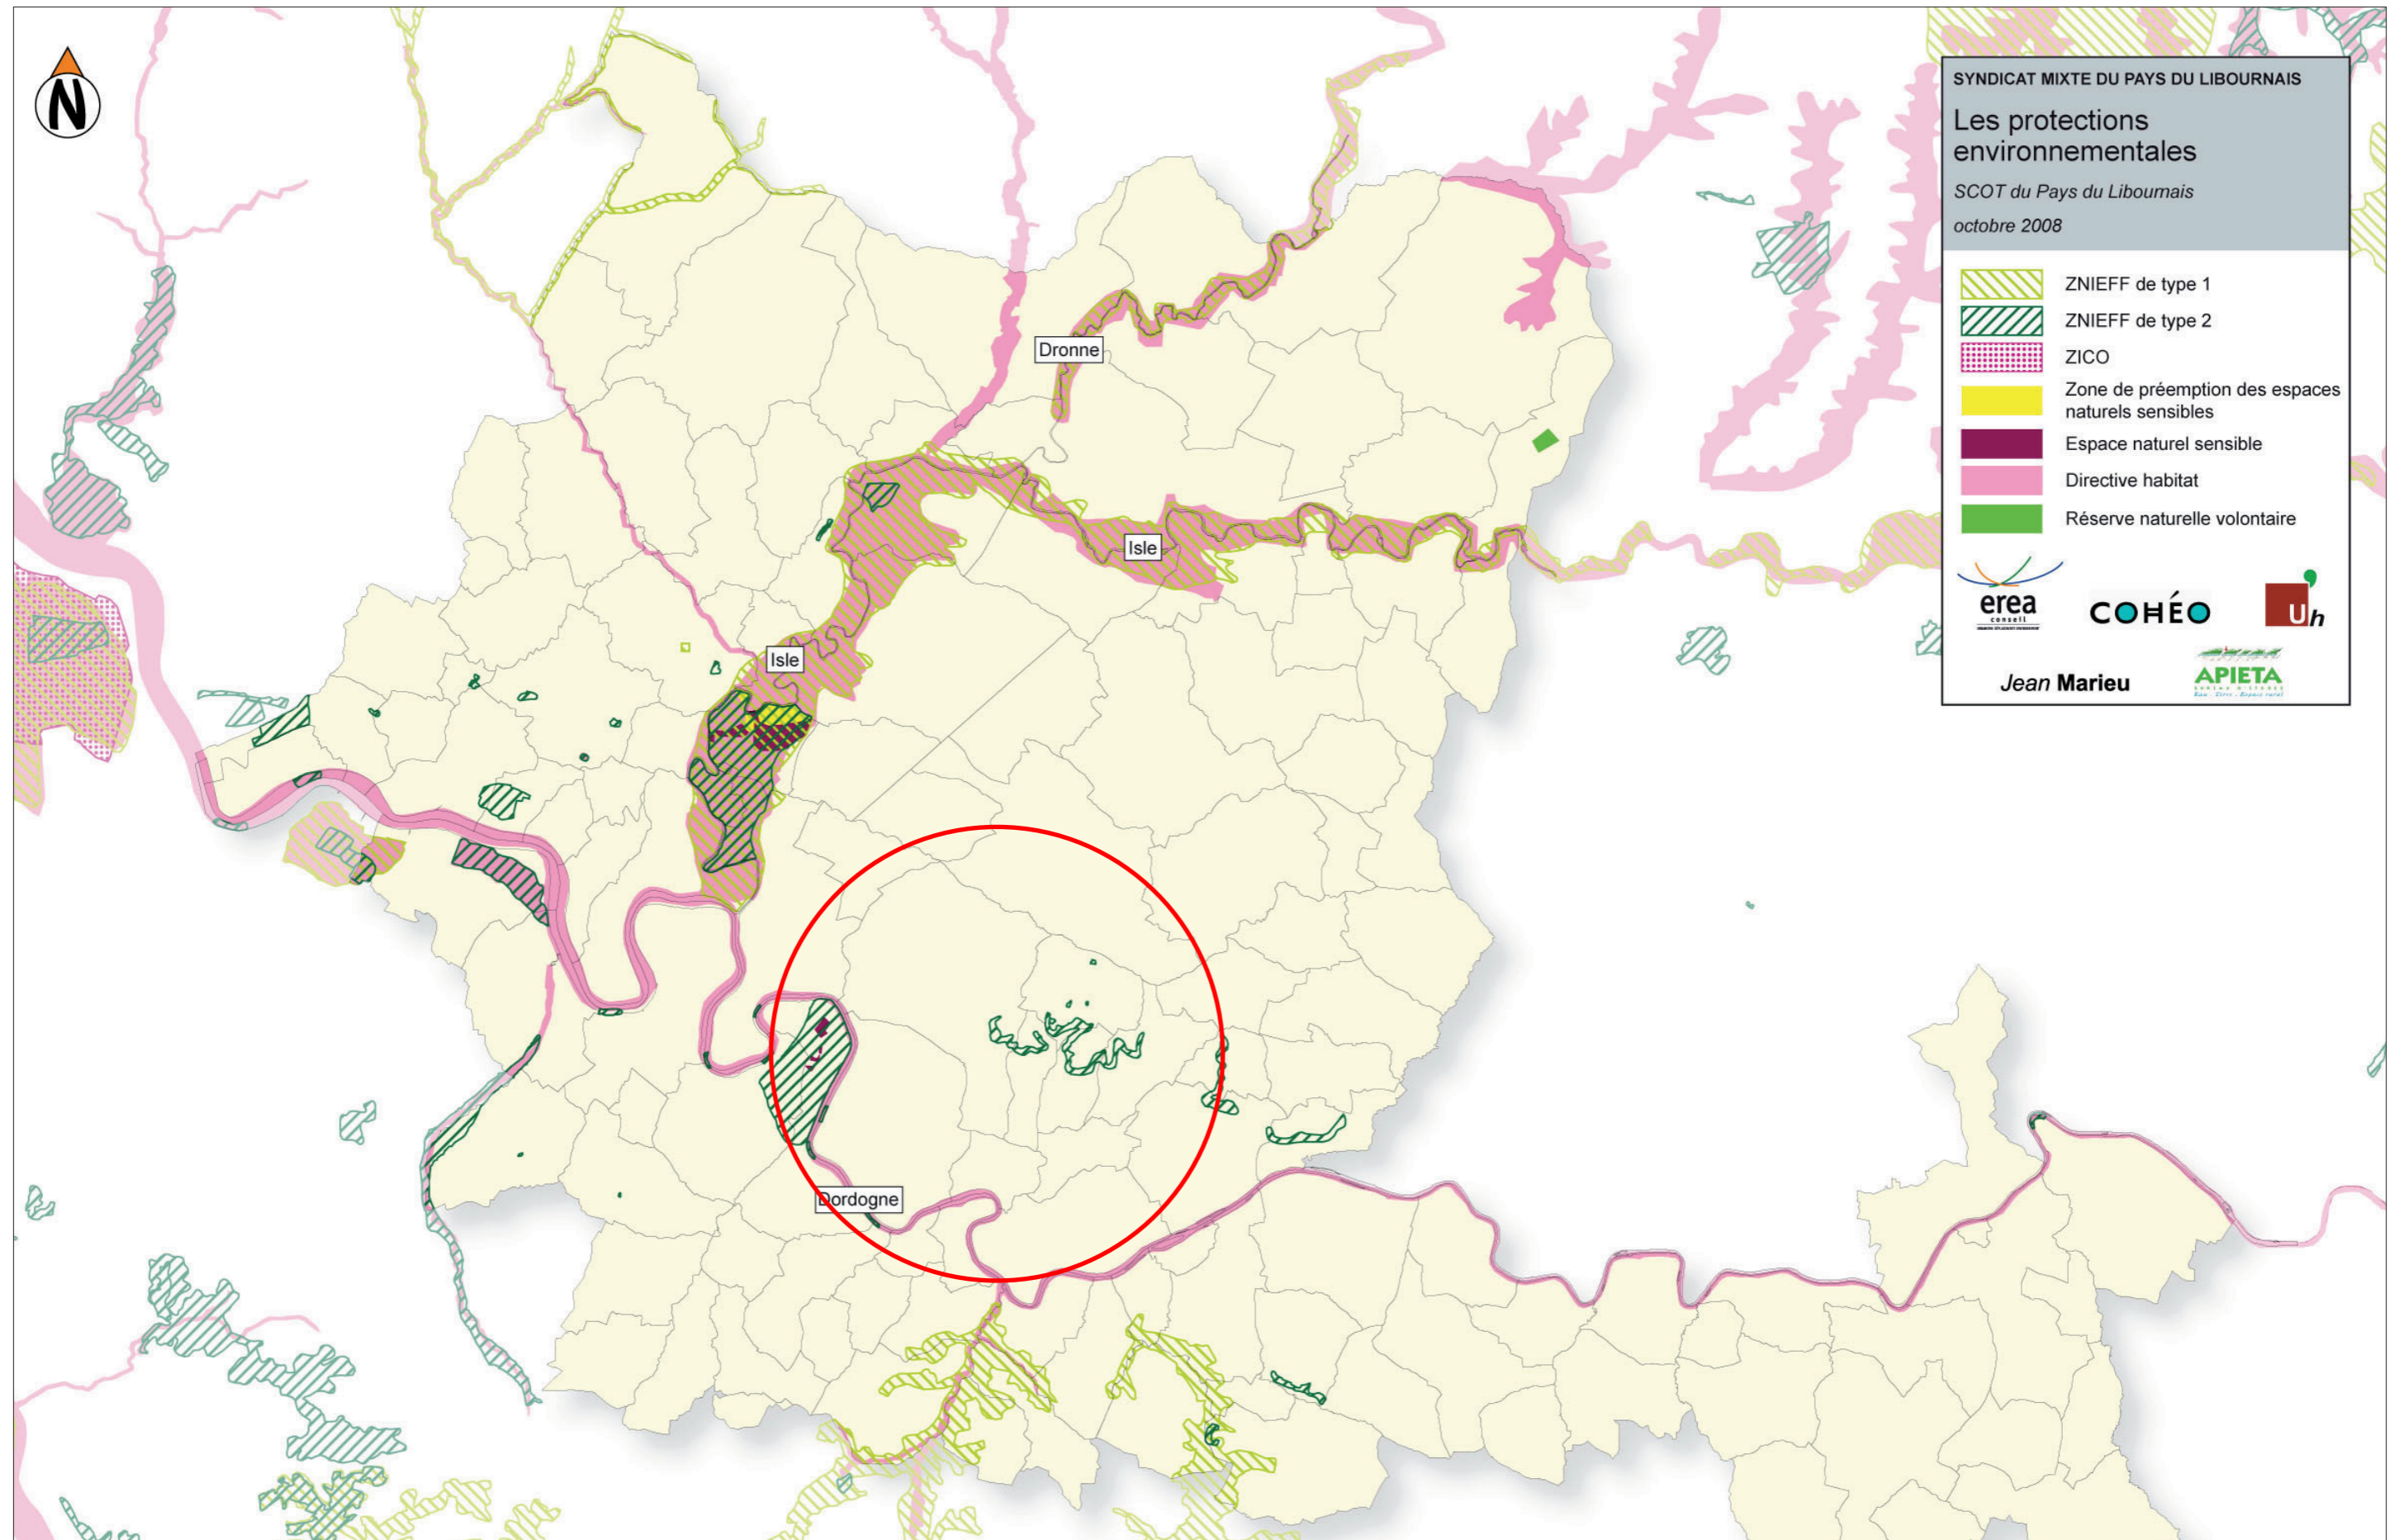 N
SYNDICAT MIXTE DU PAYS DU LIBOURNAIS
Les protections
environnementales
SCOT du Pays du Libournais
octobre 2008
ZNIEFF de type 1
ZNIEFF de type 2
ZICO
Zone de préemption des espaces
naturels sensibles
Espace naturel sensible
Directive habitat
Réserve naturelle volontaire
erea
conseil
COHÉO
Uh
Jean Marieu
APIETA
Dronne
Isle
Isle
Dordogne